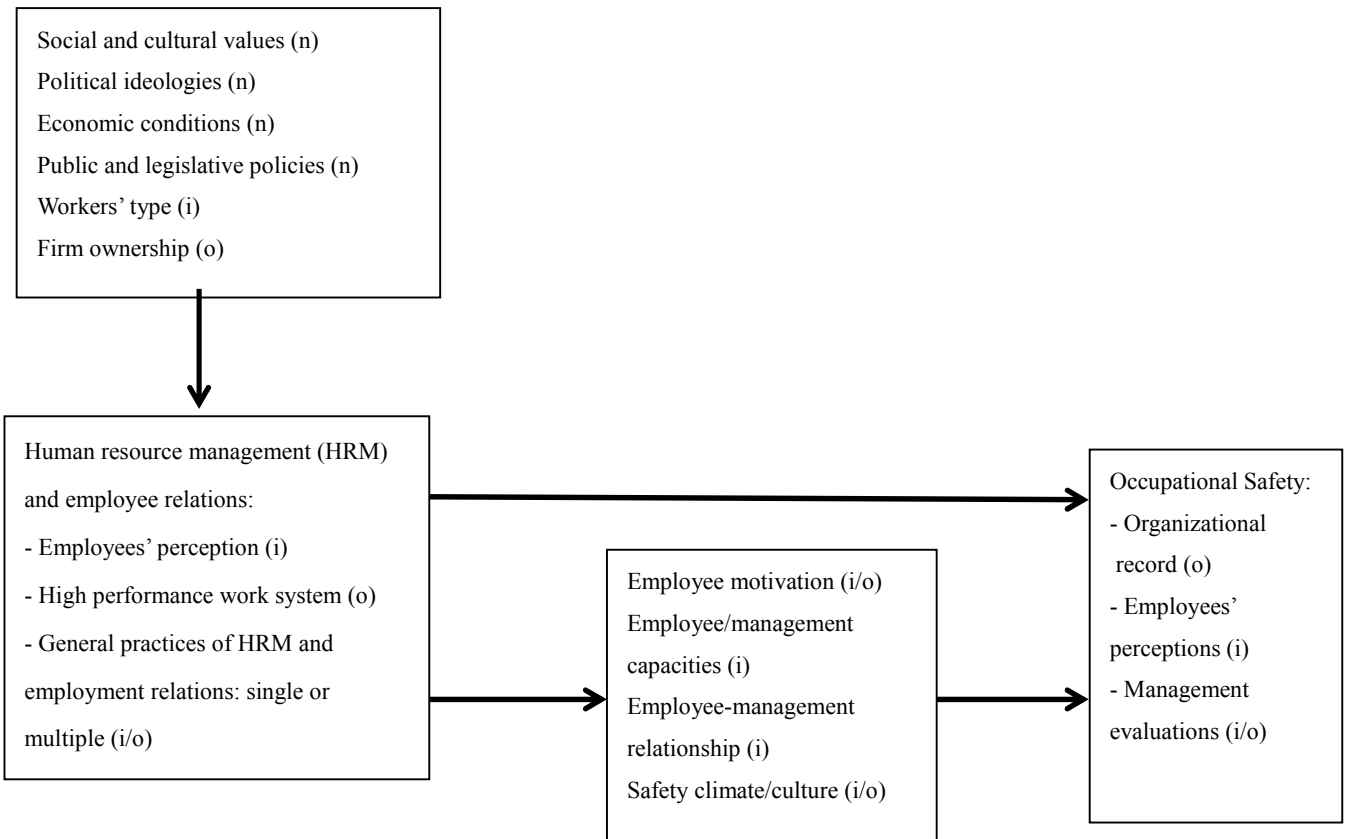 Social and cultural values (n)
Political ideologies (n)
Economic conditions (n)
Public and legislative policies (n)
Workers’ type (i)
Firm ownership (o)
Human resource management (HRM)
and employee relations:
- Employees’ perception (i)
- High performance work system (o)
- General practices of HRM and
employment relations: single or
multiple (i/o)
Employee motivation (i/o)
Employee/management
capacities (i)
Employee-management
relationship (i)
Safety climate/culture (i/o)
Occupational Safety:
- Organizational
record (o)
- Employees’
perceptions (i)
- Management
evaluations (i/o)